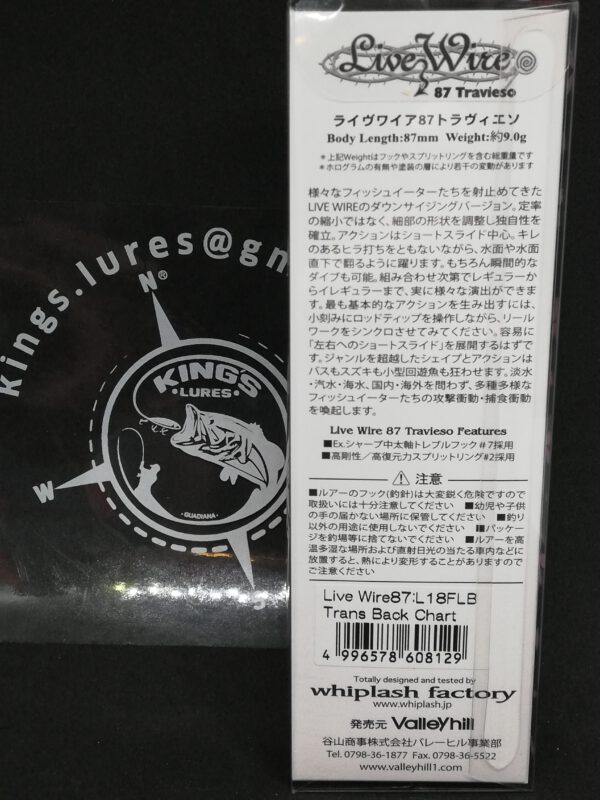 kings.lures@gm
N®
W
S
KING'S
LURES
GUADIANA
Live Wire
87 Travieso
ライヴワイア87トラヴィエソ
Body Length:87mm Weight:約9.0g
*上記Weightはフックやスプリットリングを含む総重量です
*ホログラムの有無や塗装の層により若干の変動があります
様々なフィッシュイーターたちを射止めてきた
LIVE WIREのダウンサイジングバージョン。定率
の縮小ではなく、細部の形状を調整し独自性を
確立。アクションはショートスライド中心。キレ
のあるヒラ打ちをともないながら、水面や水面
直下で翻るように躍ります。もちろん瞬間的な
ダイブも可能。組み合わせ次第でレギュラーか
らイレギュラーまで、実に様々な演出ができま
す。最も基本的なアクションを生み出すには、
小刻みにロッドティップを操作しながら、リール
ワークをシンクロさせてみてください。容易に
「左右へのショートスライド」を展開するはずで
す。ジャンルを超越したシェイプとアクションは
バスもスズキも小型回遊魚も狂わせます。淡水
・汽水・海水、国内・海外を問わず、多種多様な
フィッシュイーターたちの攻撃衝動・捕食衝動
を喚起します。
Live Wire 87 Travieso Features
■Ex.シャープ中太軸トレブルフック#7採用
■高剛性/高復元力スプリットリング#2採用
注意
■ルアーのフック(釣針)は大変鋭く危険ですので
取扱いには十分注意してください ■幼児や子供
の手の届かない場所に保管してください ■釣り
以外の用途に使用しないでください ■パッケー
ジを釣場等に捨てないでください ■ルアーを高
温多湿な場所および直射日光の当たる車内などに
放置すると、熱により変形することがありますので
ご注意ください
Live Wire87:L18FLB
Trans Back Chart
4 996578 608129
Totally designed and tested by
whiplash factory
www.whiplash.jp
発売元 Valleyhill
谷山商事株式会社バレーヒル事業部
Tel. 0798-36-1877 Fax. 0798-36-5522
www.valleyhill1.com